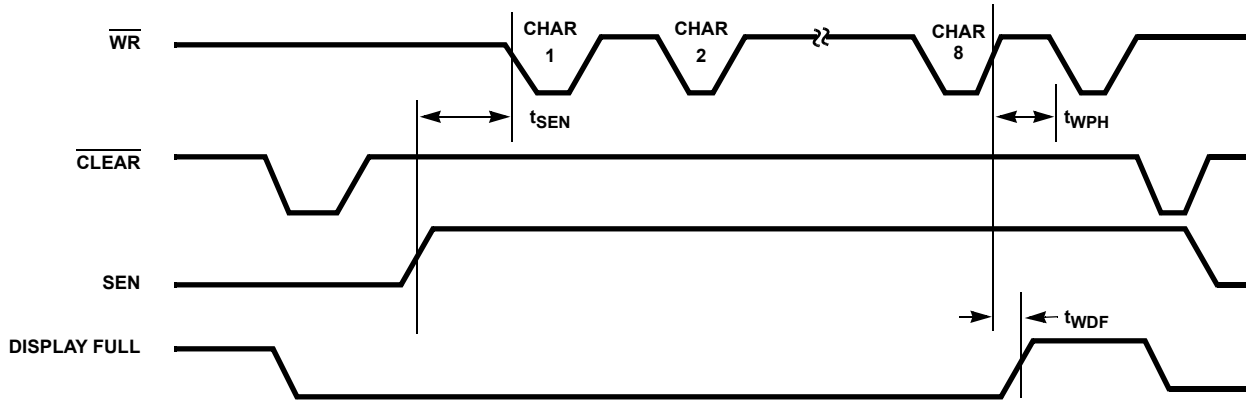 WR
CHAR
1
CHAR
2
CHAR
8
tSEN
tWPH
CLEAR
SEN
tWDF
DISPLAY FULL